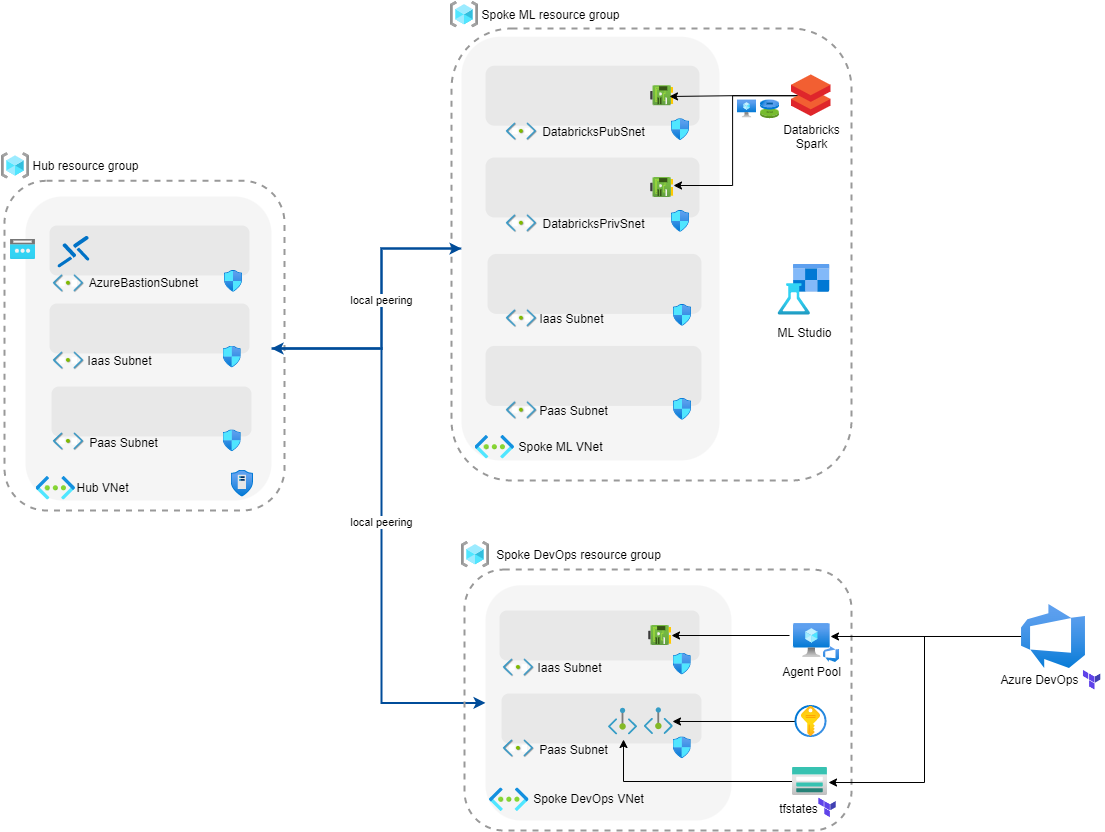 Spoke ML resource group
DatabricksPubSnet
Databricks
Spark
DatabricksPrivSnet
Iaas Subnet
ML Studio
Paas Subnet
Spoke ML VNet
Hub resource group
AzureBastionSubnet
Iaas Subnet
Paas Subnet
Hub VNet
local peering
local peering
Spoke DevOps resource group
Iaas Subnet
Agent Pool
Azure DevOps
Paas Subnet
Spoke DevOps VNet
tfstates